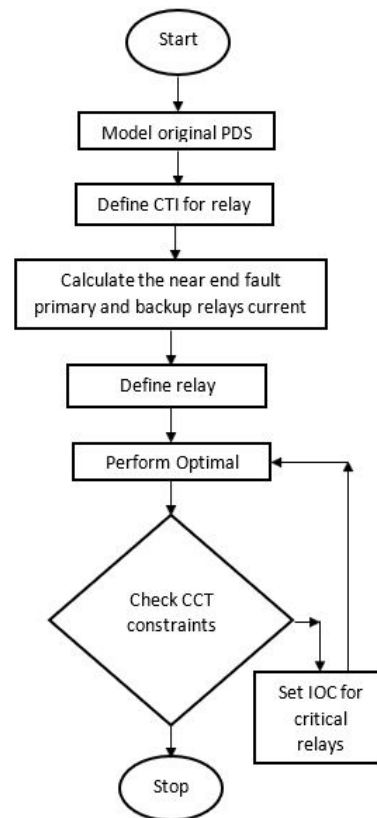 Start
Model original PDS
Define CTI for relay
Calculate the near end fault
primary and backup relays current
Define relay
Perform Optimal
Check CCT
constraints
Set IOC for
critical
relays
Stop